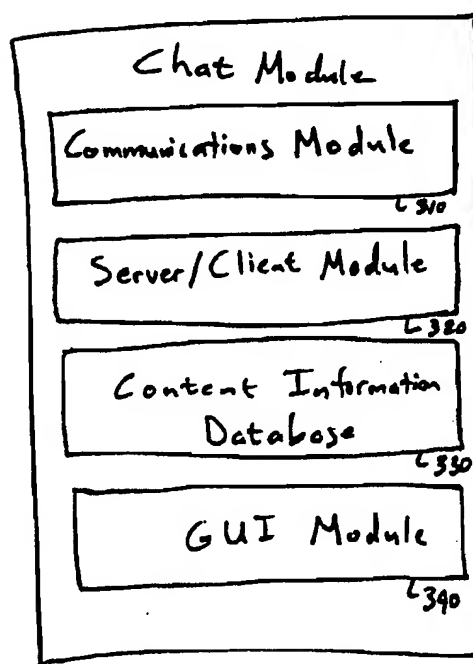 Chat Module
Communications Module
310
Server/Client Module
320
Content Information
Database
330
GUI Module
340